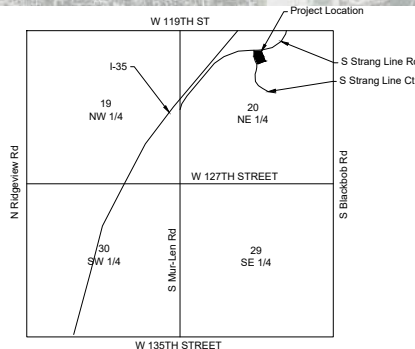 Project Location
W 119TH ST
S Strang Line
S Strang Line Ct
I-35
19
NW 1/4
20
NE 1/4
N Ridgeview Rd
S Blackbob Rd
W 127TH STREET
S Mur-Len Rd
30
SW 1/4
29
SE 1/4
W 135TH STREET